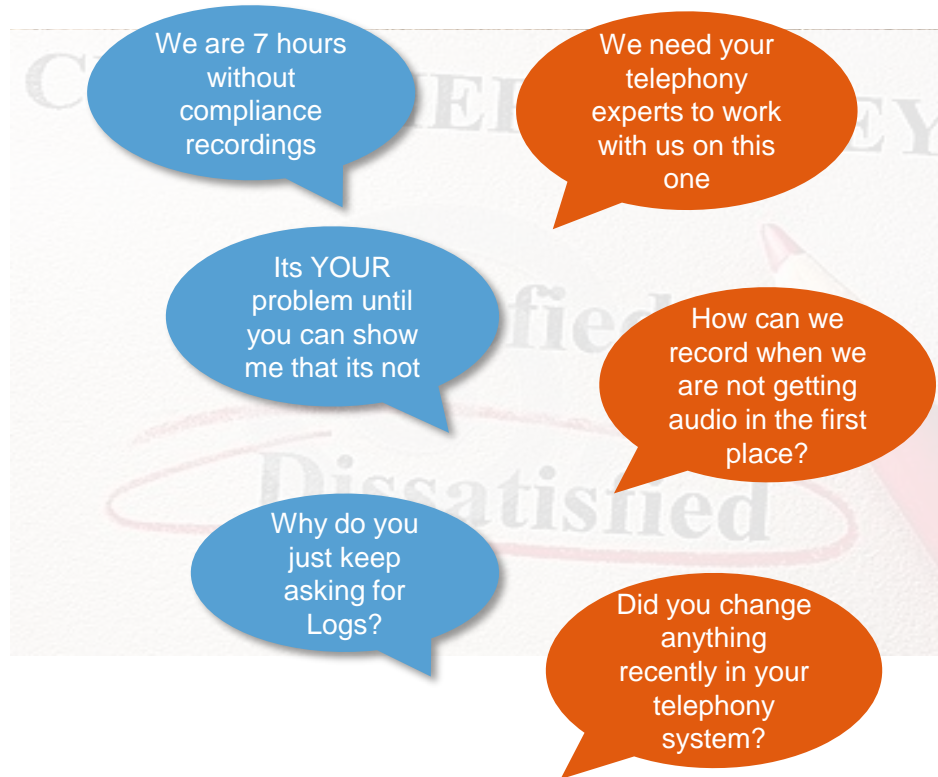 We are 7 hours
without
compliance
recordings
We need your
telephony
experts to work
with us on this
one
Its YOUR
problem until
you can show
me that its not
How can we
record when we
are not getting
audio in the first
place?
Why do you
just keep
asking for
Logs?
Did you change
anything
recently in your
telephony
system?
Dissatisfied